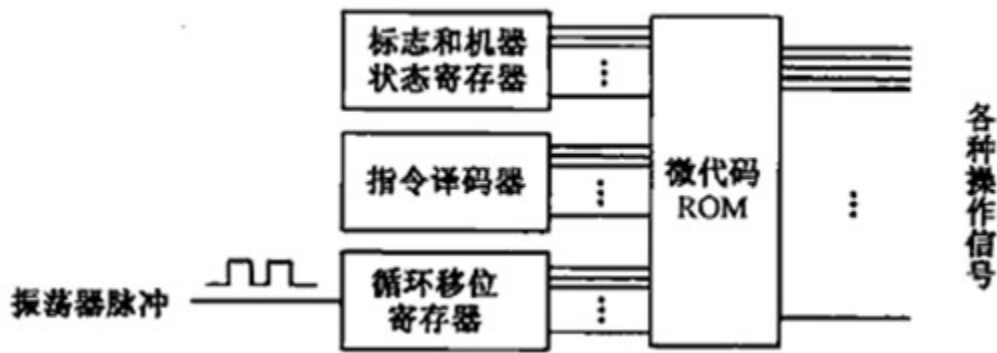 标志和机器
状态寄存器
指令译码器
循环移位
寄存器
振荡器脉冲
微代码
ROM
各种操作信号